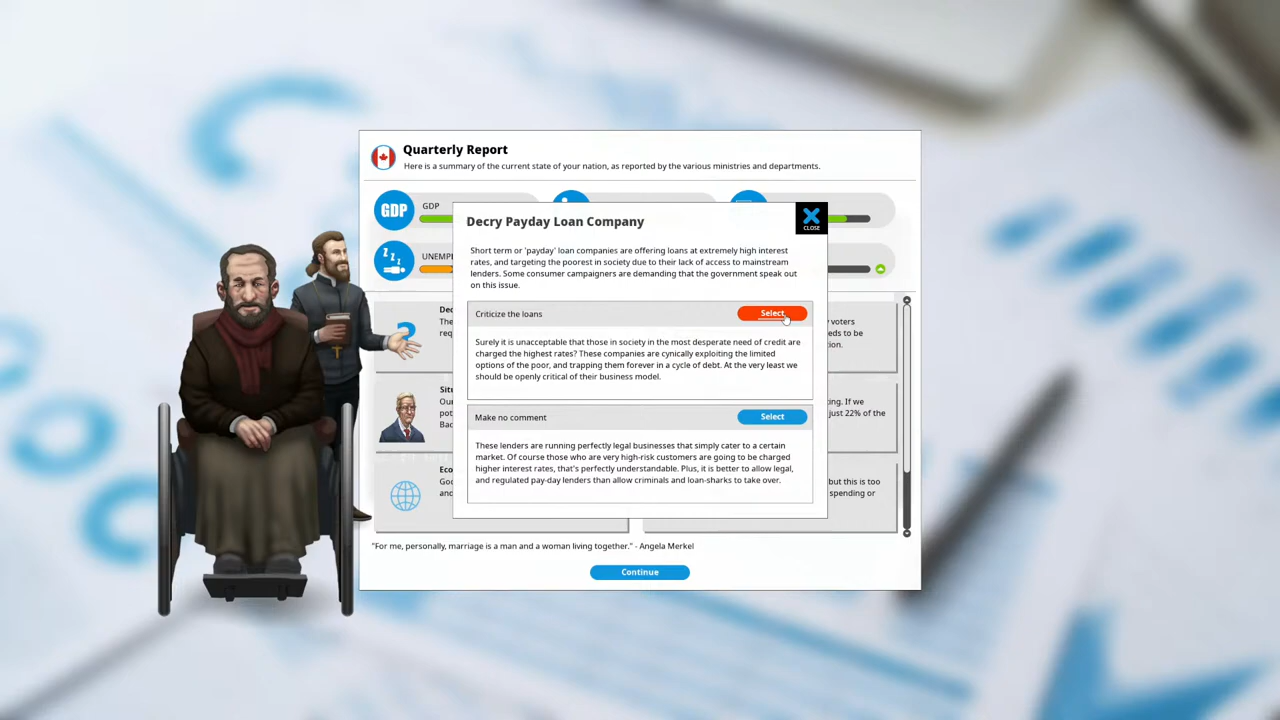 Quarterly Report
Here is a summary of the current state of your nation, as reported by the various ministries and departments.
GDP
GDP
Decry Payday Loan Company
CLOSE
Short term or 'payday' loan companies are offering loans at extremely high interest
rates, and targeting the poorest in society due to their lack of access to mainstream
lenders. Some consumer campaigners are demanding that the government speak out
on this issue.
Criticize the loans
Select
Surely it is unacceptable that those in society in the most desperate need of credit are
charged the highest rates? These companies are cynically exploiting the limited
options of the poor, and trapping them forever in a cycle of debt. At the very least we
should be openly critical of their business model.
Make no comment
Select
These lenders are running perfectly legal businesses that simply cater to a certain
market. Of course those who are very high-risk customers are going to be charged
higher interest rates, that's perfectly understandable. Plus, it is better to allow legal,
and regulated pay-day lenders than allow criminals and loan-sharks to take over.
voters
to be
If we
just 22% of the
but this is too
spending or
"For me, personally, marriage is a man and a woman living together." - Angela Merkel
Continue